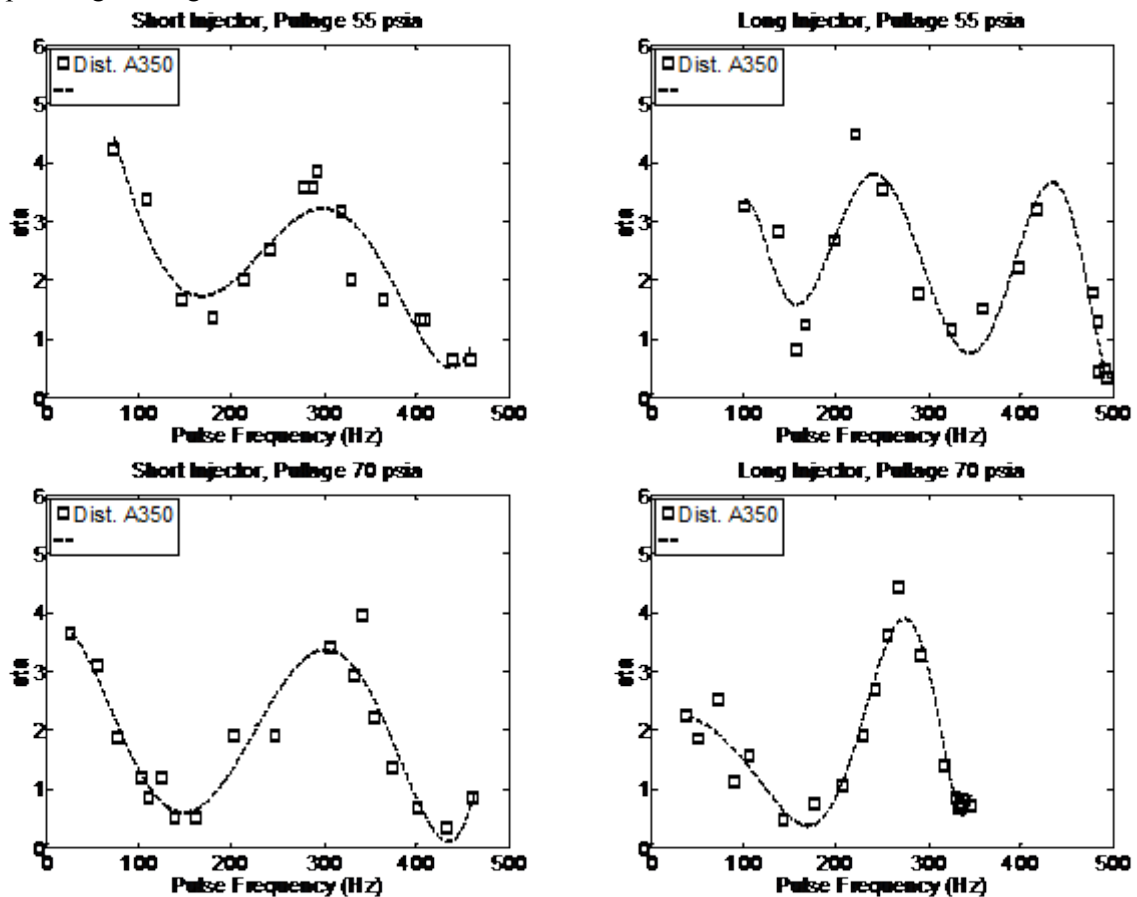 Short Injector, Pullage 55 psia
Dist. A350
6
5
4
3
2
1
0
eta
0 100 200 300 400 500
Pulse Frequency (Hz)
Long Injector, Pullage 55 psia
Dist. A350
6
5
4
3
2
1
0
eta
0 100 200 300 400 500
Pulse Frequency (Hz)
Short Injector, Pullage 70 psia
Dist. A350
6
5
4
3
2
1
0
eta
0 100 200 300 400 500
Pulse Frequency (Hz)
Long Injector, Pullage 70 psia
Dist. A350
6
5
4
3
2
1
0
eta
0 100 200 300 400 500
Pulse Frequency (Hz)